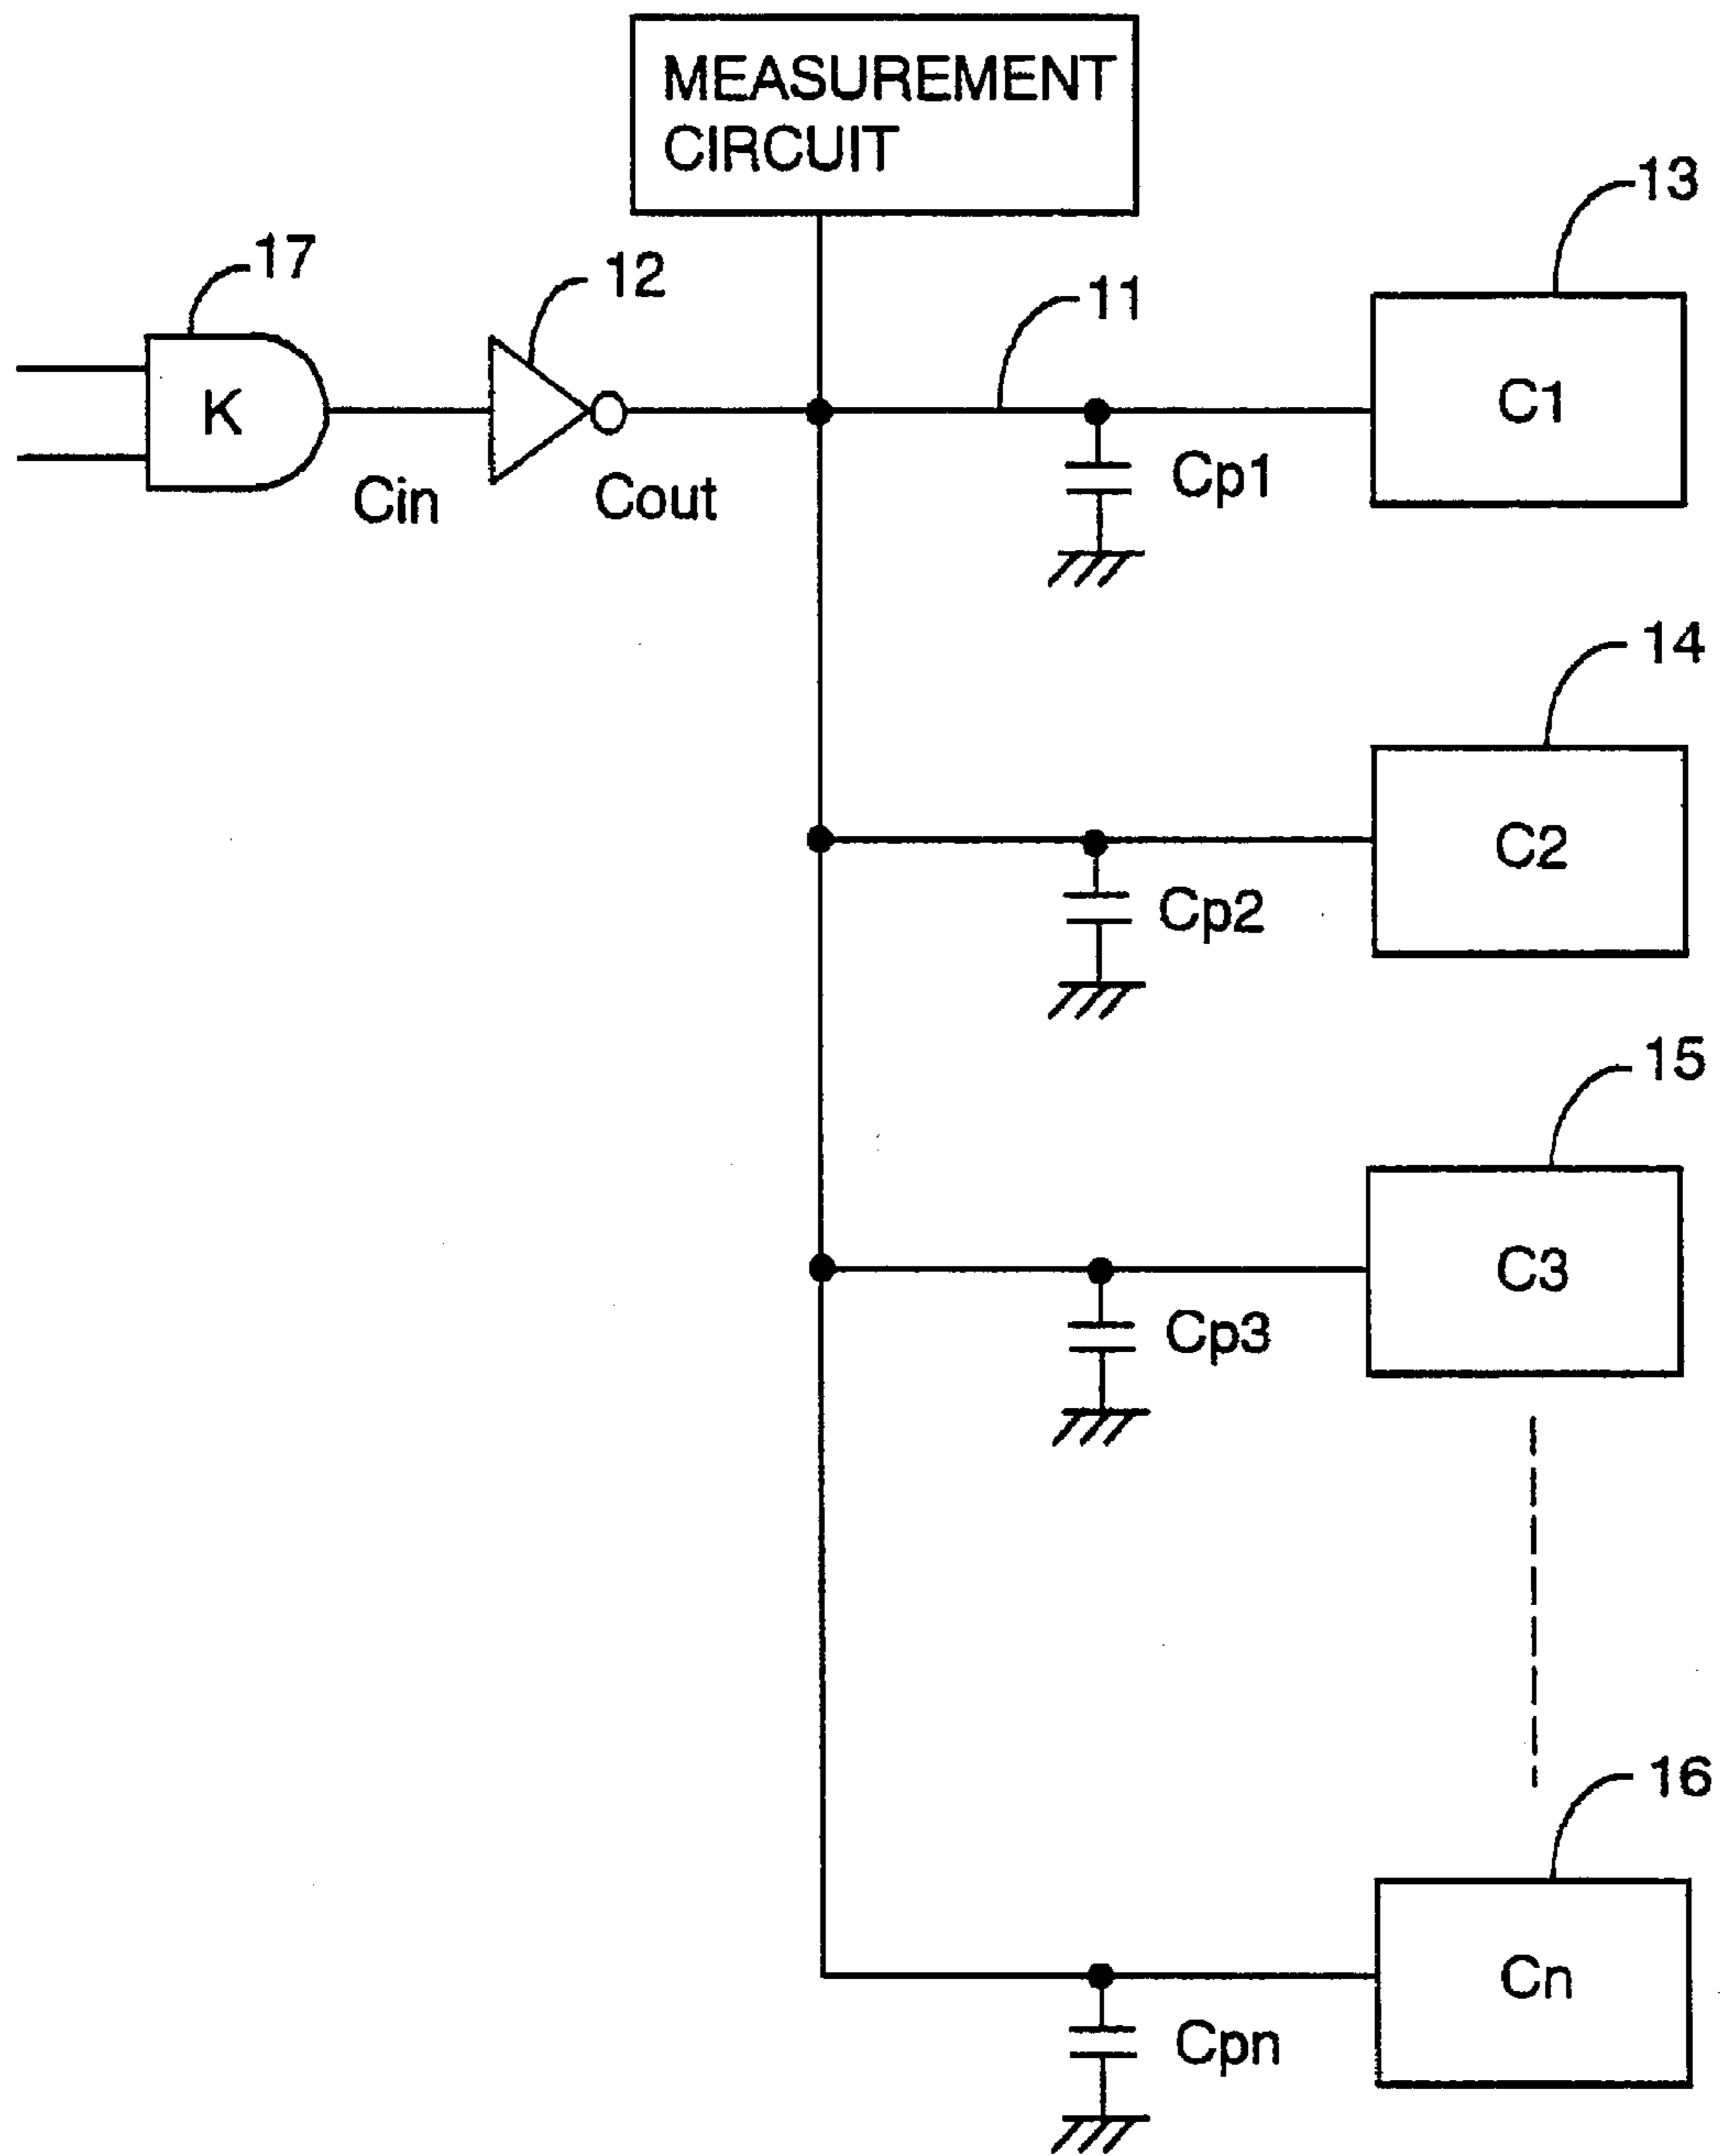 MEASUREMENT
CIRCUIT
13
17
12
11
K
C1
Cin
Cout
Cp1
14
C2
Cp2
15
C3
Cp3
16
Cn
Cpn